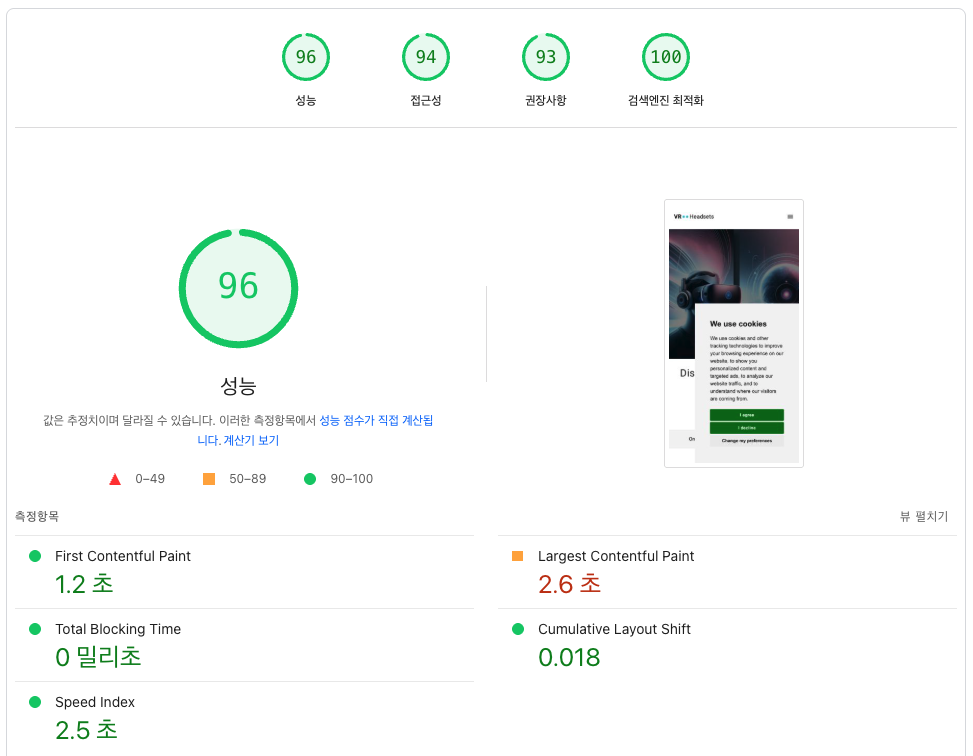 96
94
93
100
성능
접근성
권장사항
검색엔진 최적화
96
성능
값은 추정치이며 달라질 수 있습니다. 이러한 측정항목에서 성능 점수가 직접 계산됩
니다. 계산기 보기
0–49
50–89
90–100
VR Headsets
We use cookies
We use cookies and other
tracking technologies to improve
your browsing experience on our
website, to show you
personalized content and
targeted ads, to analyze our
website traffic, and to
understand where our visitors
are coming from.
I agree
I decline
Change my preferences
Dis
On
측정항목
뷰 펼치기
First Contentful Paint
1.2 초
Largest Contentful Paint
2.6 초
Total Blocking Time
0 밀리초
Cumulative Layout Shift
0.018
Speed Index
2.5 초